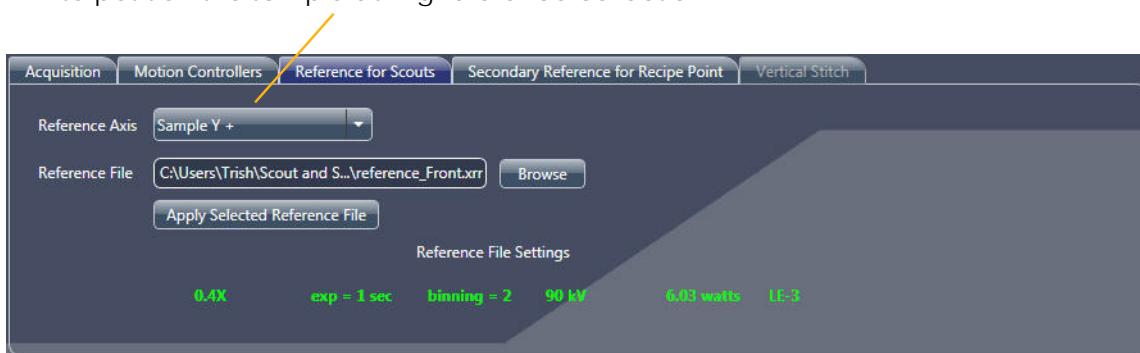 Acquisition Motion Controllers Reference for Scouts Secondary Reference for Recipe Point Vertical Stitch
Reference Axis Sample Y +
Reference File C:\Users\Trish\Scout and S...\reference_Front.xrr Browse
Apply Selected Reference File
Reference File Settings
0.4X exp = 1 sec binning = 2 90 kV 6.03 watts LE-3